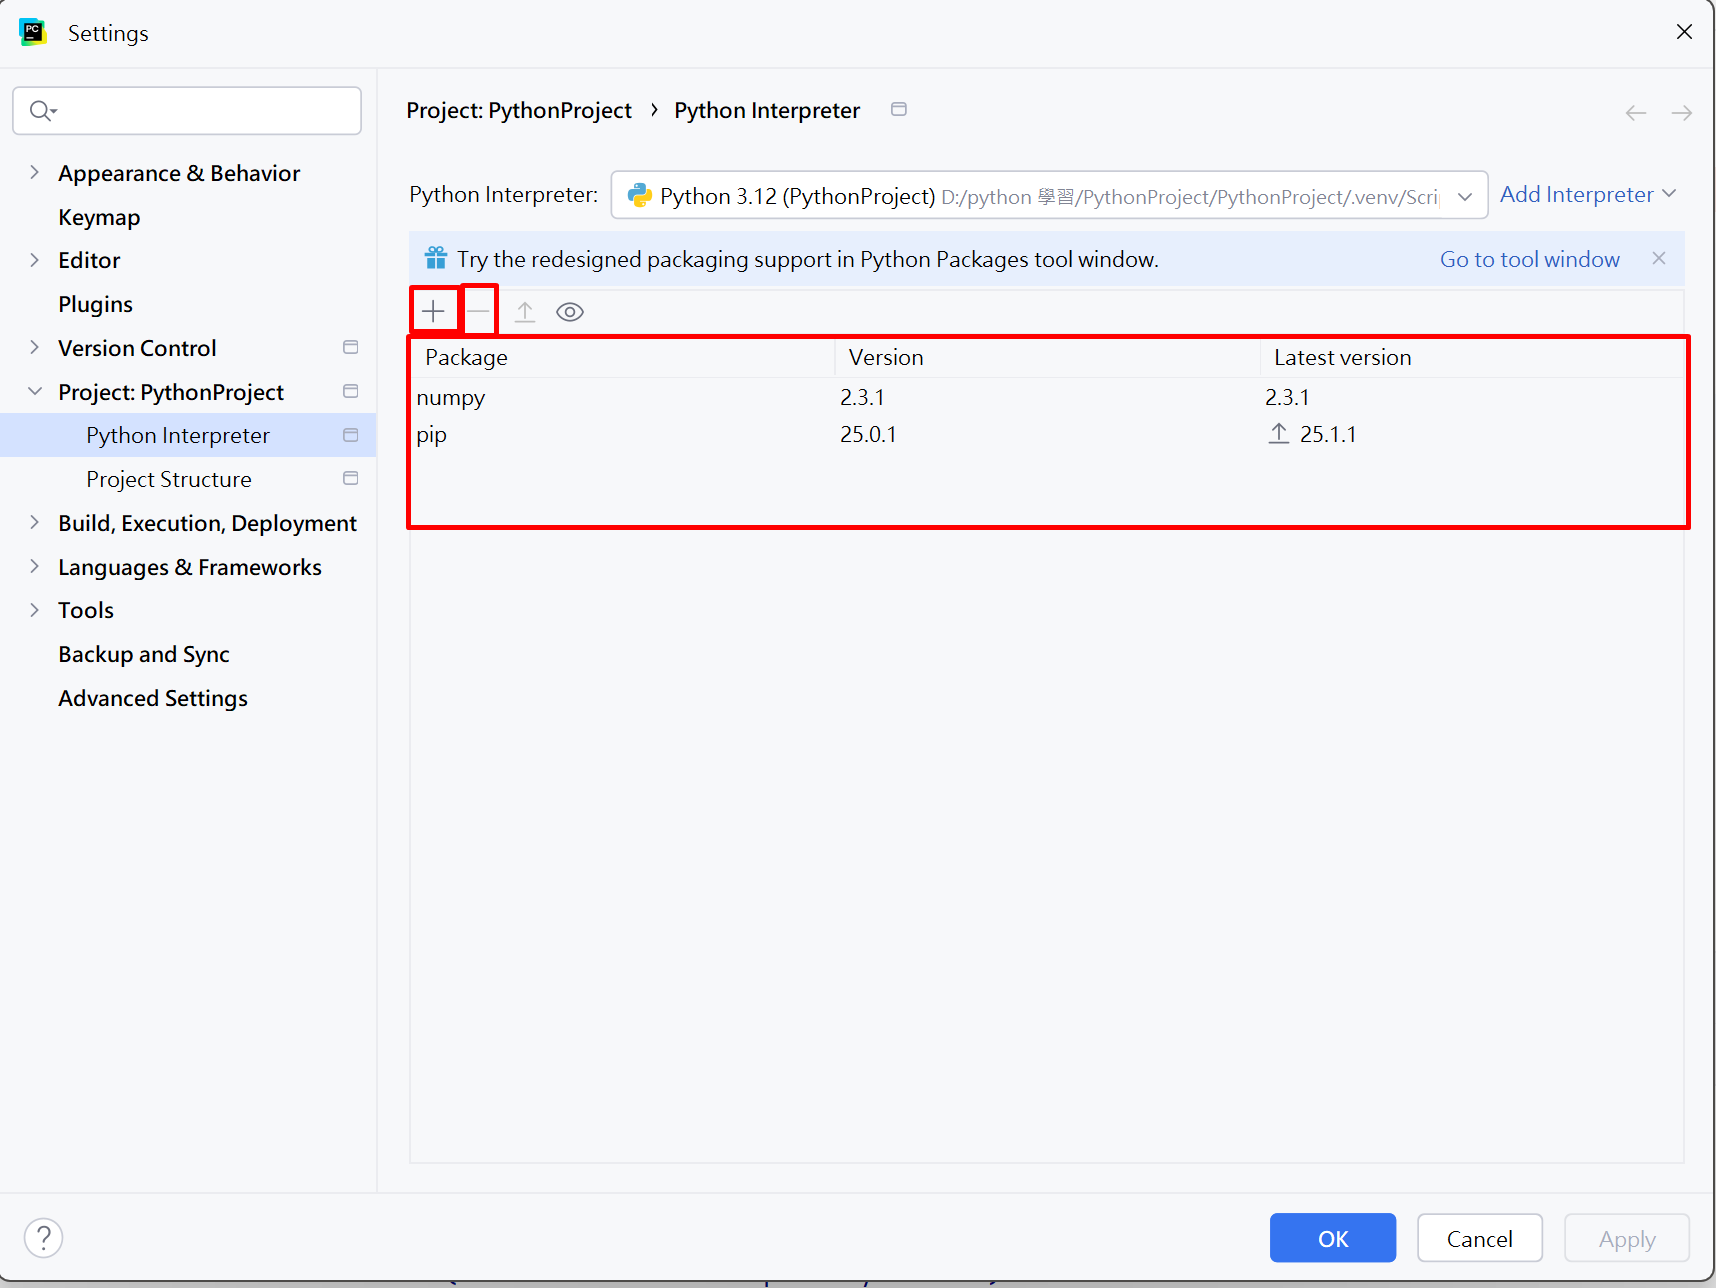 PC
Settings
Project: PythonProject › Python Interpreter
Appearance & Behavior
Keymap
Editor
Plugins
Version Control
Project: PythonProject
Python Interpreter
Project Structure
Build, Execution, Deployment
Languages & Frameworks
Tools
Backup and Sync
Advanced Settings
Python Interpreter: Python 3.12 (PythonProject) D:/python 學習/PythonProject/PythonProject/.venv/Scri Add Interpreter
Try the redesigned packaging support in Python Packages tool window. Go to tool window
Package Version Latest version
numpy 2.3.1 2.3.1
pip 25.0.1 25.1.1
? OK Cancel Apply